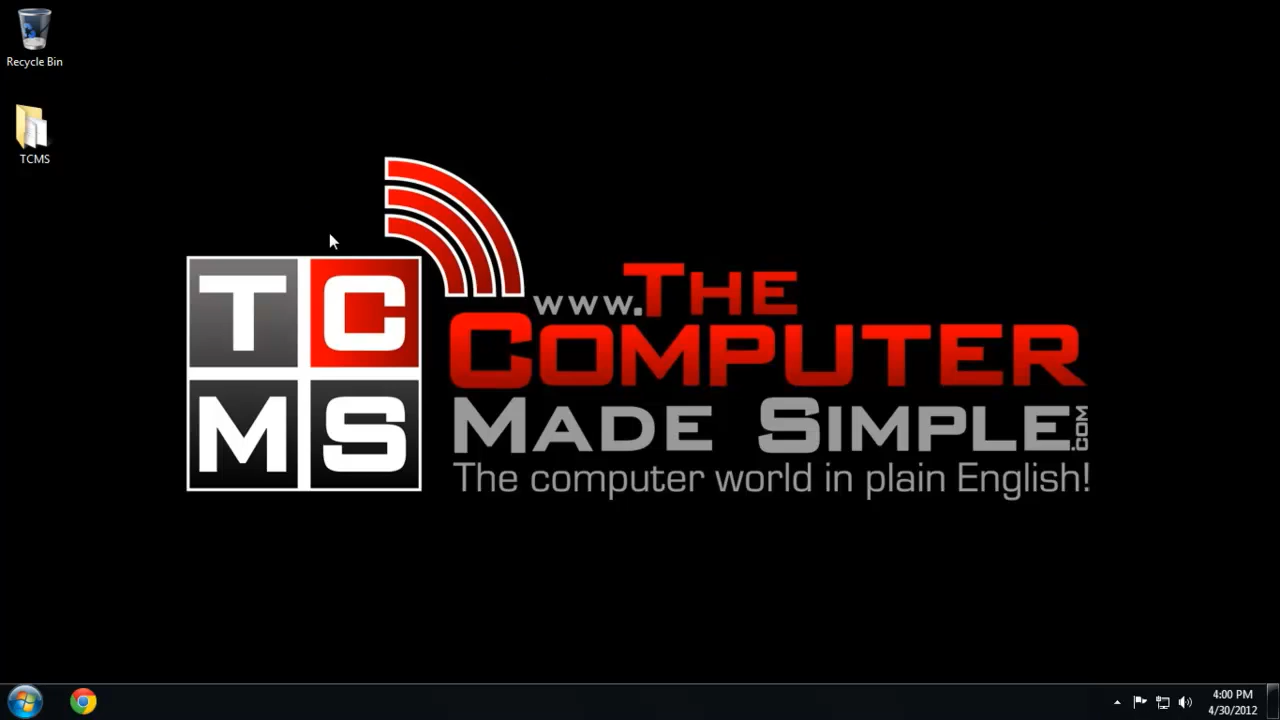 Recycle Bin
TCMS
TC
MS
www.THE
COMPUTER
MADE SIMPLE.COM
The computer world in plain English!
4:00 PM
4/30/2012